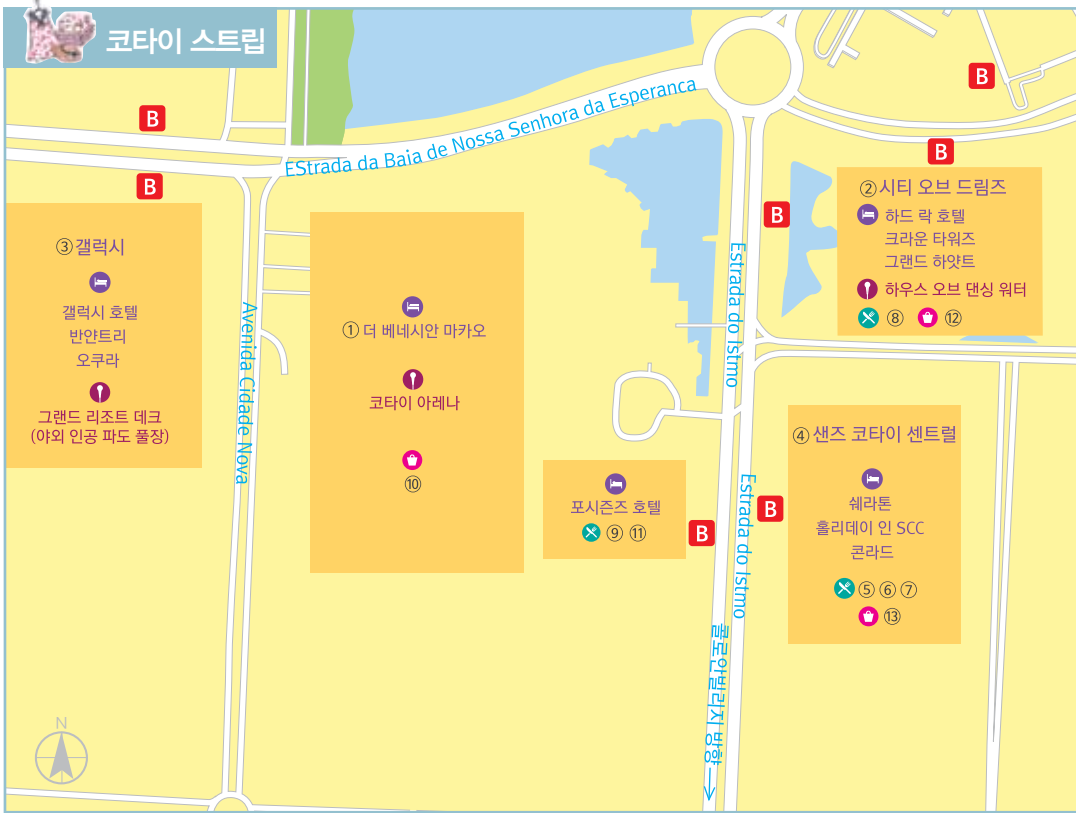 코타이 스트립
B
B
B
B
B
B
B
EStrada da Baia de Nossa Senhora da Esperanca
Avenida Cidade Nova
Estrada do Istmo
Estrada do Istmo
콜로안빌리지 방향
③갤럭시
갤럭시 호텔
반얀트리
오쿠라
그랜드 리조트 데크
(야외 인공 파도 풀장)
① 더 베네시안 마카오
코타이 아레나
⑩
②시티 오브 드림즈
하드 락 호텔
크라운 타워즈
그랜드 하얏트
하우스 오브 댄싱 워터
⑧ ⑫
포시즌즈 호텔
⑨ ⑪
④ 샌즈 코타이 센트럴
쉐라톤
홀리데이 인 SCC
콘라드
⑤ ⑥ ⑦
⑬
N